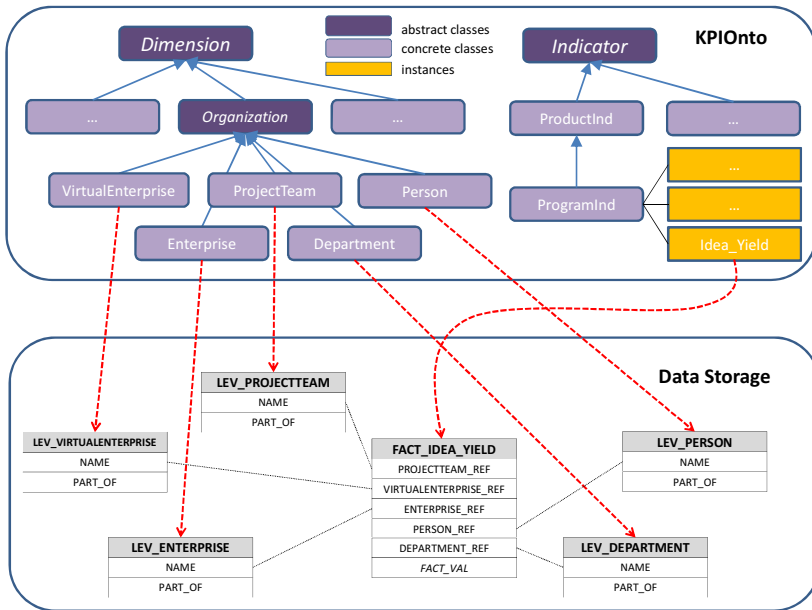 Dimension
abstract classes
concrete classes
instances
Indicator
KPIOnto
...
Organization
...
ProductInd
...
VirtualEnterprise
ProjectTeam
Person
ProgramInd
...
...
Enterprise
Department
Idea_Yield
Data Storage
LEV_PROJECTTEAM
NAME
PART_OF
LEV_VIRTUALENTERPRISE
NAME
PART_OF
FACT_IDEA_YIELD
PROJECTTEAM_REF
VIRTUALENTERPRISE_REF
ENTERPRISE_REF
PERSON_REF
DEPARTMENT_REF
FACT_VAL
LEV_PERSON
NAME
PART_OF
LEV_ENTERPRISE
NAME
PART_OF
LEV_DEPARTMENT
NAME
PART_OF